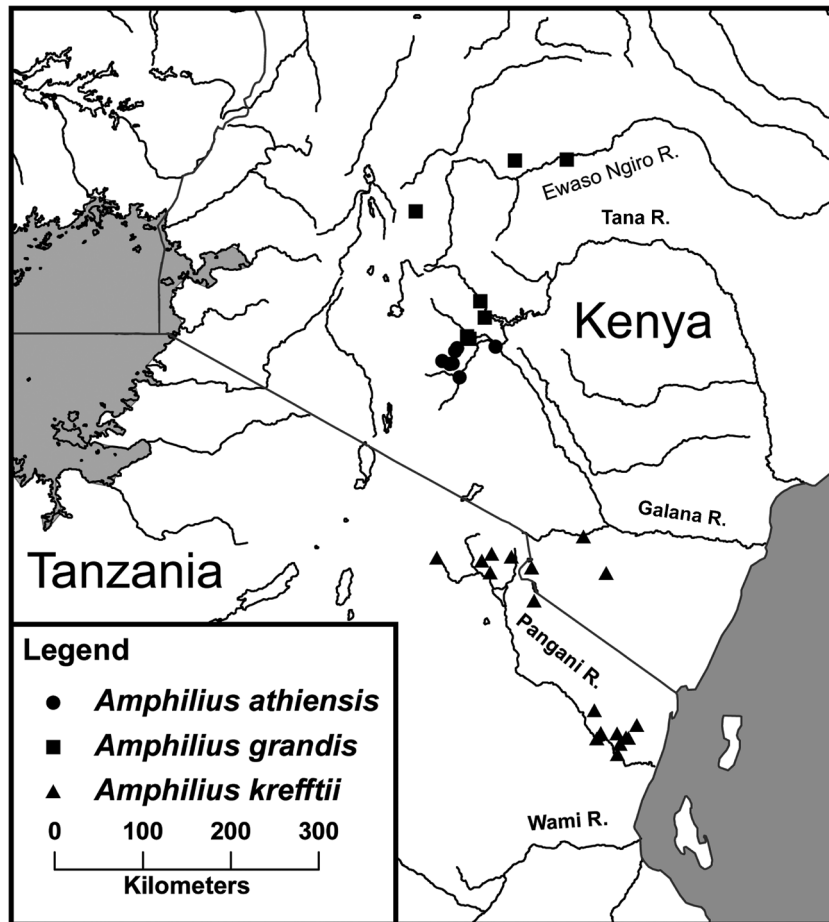 Ewaso Ngiro R.
Tana R.
Kenya
Galana R.
Tanzania
Pangani R.
Legend
Amphilius athiensis
Amphilius grandis
Amphilius krefftii
0 100 200 300
Kilometers
Wami R.